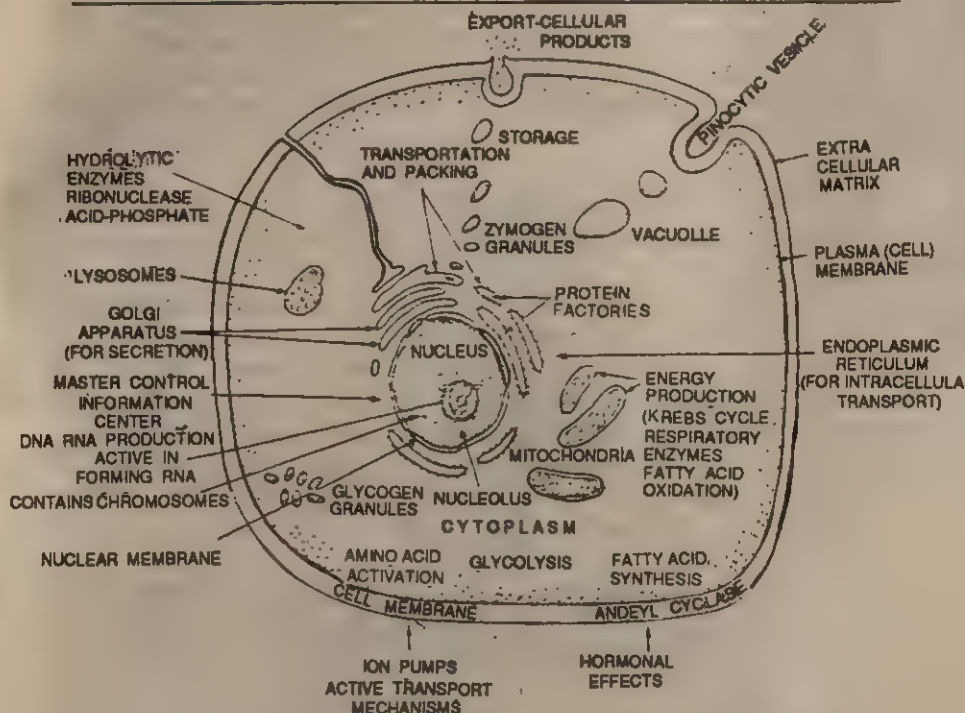 EXPORT-CELLULAR
PRODUCTS
PINOCYTIC VESICLE
STORAGE
TRANSPORTATION
AND PACKING
HYDROLYTIC
ENZYMES
RIBONUCLEASE
ACID-PHOSPHATE
EXTRA
CELLULAR
MATRIX
ZYMOGEN
GRANULES
VACUOLLE
PLASMA (CELL)
MEMBRANE
LYSOSOMES
PROTEIN
FACTORIES
GOLGI
APPARATUS
(FOR SECRETION)
NUCLEUS
ENDOPLASMIC
RETICULUM
(FOR INTRACELLULA
TRANSPORT)
MASTER CONTROL
INFORMATION
CENTER
DNA RNA PRODUCTION
ACTIVE IN
FORMING RNA
CONTAINS CHROMOSOMES
ENERGY
PRODUCTION
(KREBS CYCLE
RESPIRATORY
ENZYMES
FATTY ACID
OXIDATION)
MITOCHONDRIA
GLYCOGEN
GRANULES
NUCLEOLUS
CYTOPLASM
NUCLEAR MEMBRANE
AMINO ACID
ACTIVATION
GLYCOLYSIS
FATTY ACID
SYNTHESIS
CELL MEMBRANE
ANDEYL CYCLASE
ION PUMPS
ACTIVE TRANSPORT
MECHANISMS
HORMONAL
EFFECTS